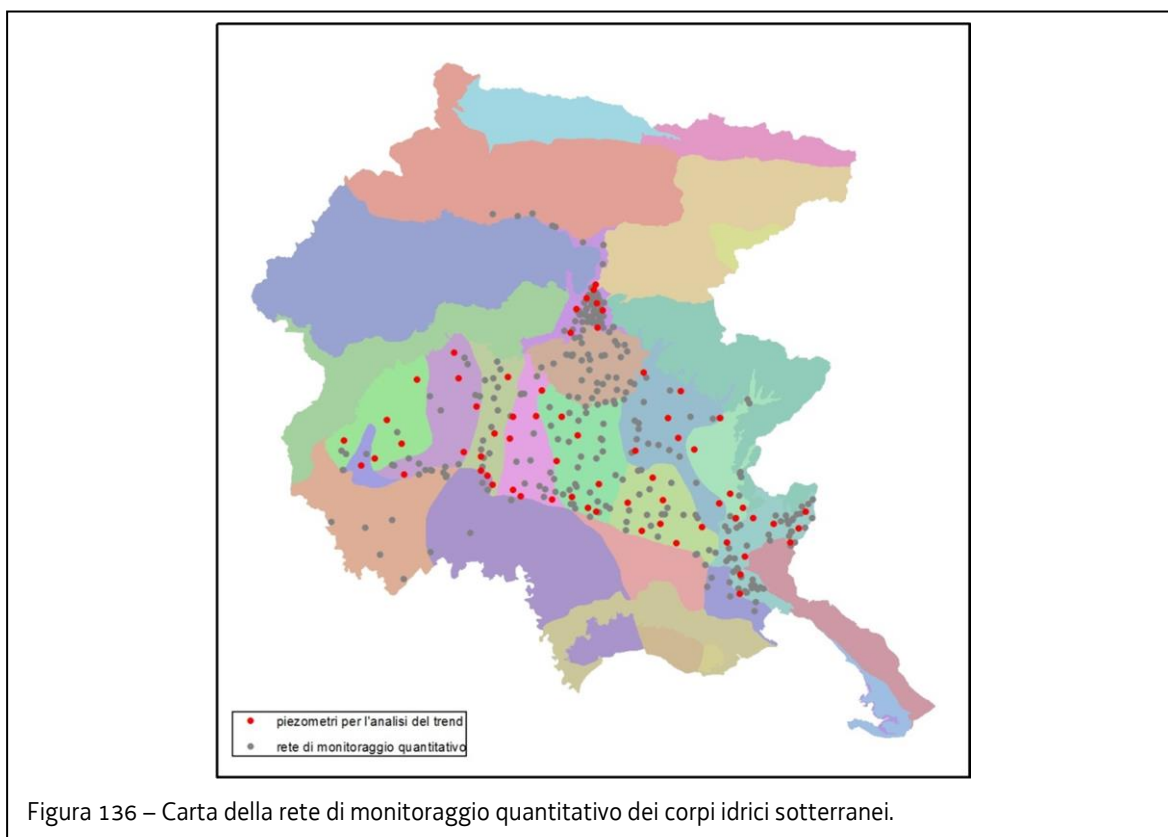 piezometri per l'analisi del trend
rete di monitoraggio quantitativo
Figura 136 – Carta della rete di monitoraggio quantitativo dei corpi idrici sotterranei.